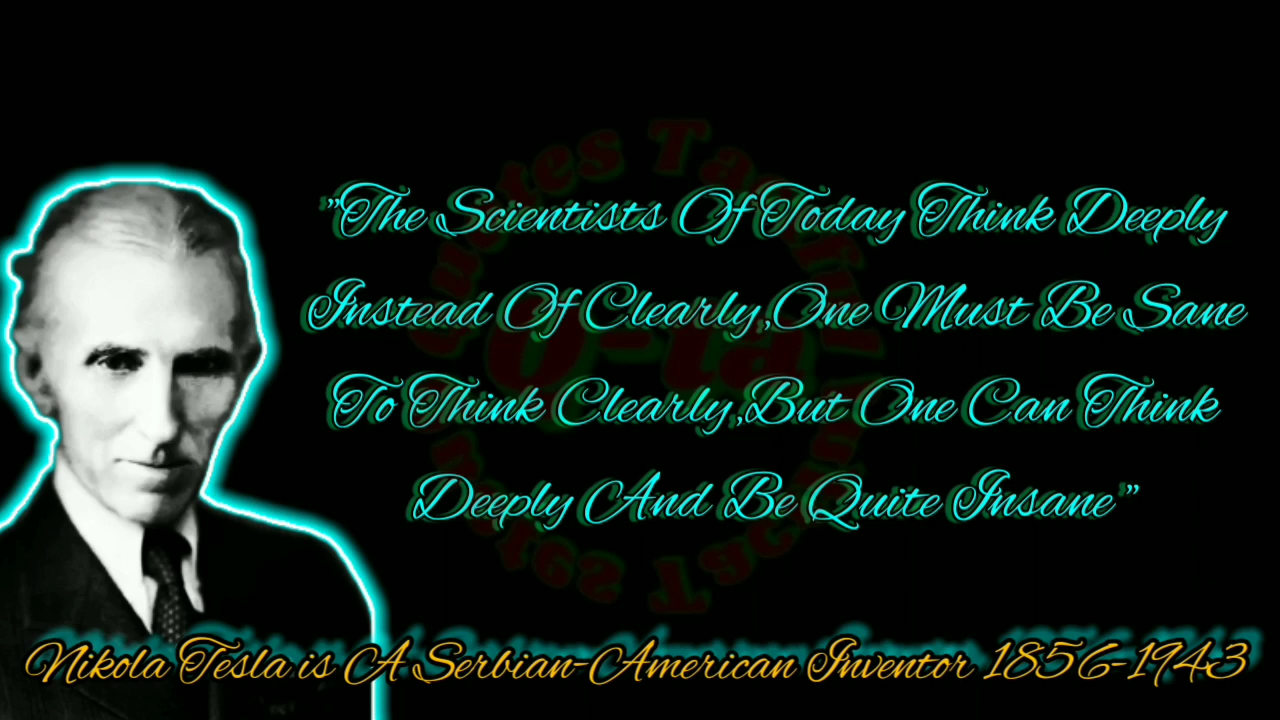 "The Scientists Of Today Think Deeply
Instead Of Clearly,One Must Be Sane
To Think Clearly,But One Can Think
Deeply And Be Quite Insane"
Nikola Tesla is A Serbian-American Inventor 1856-1943